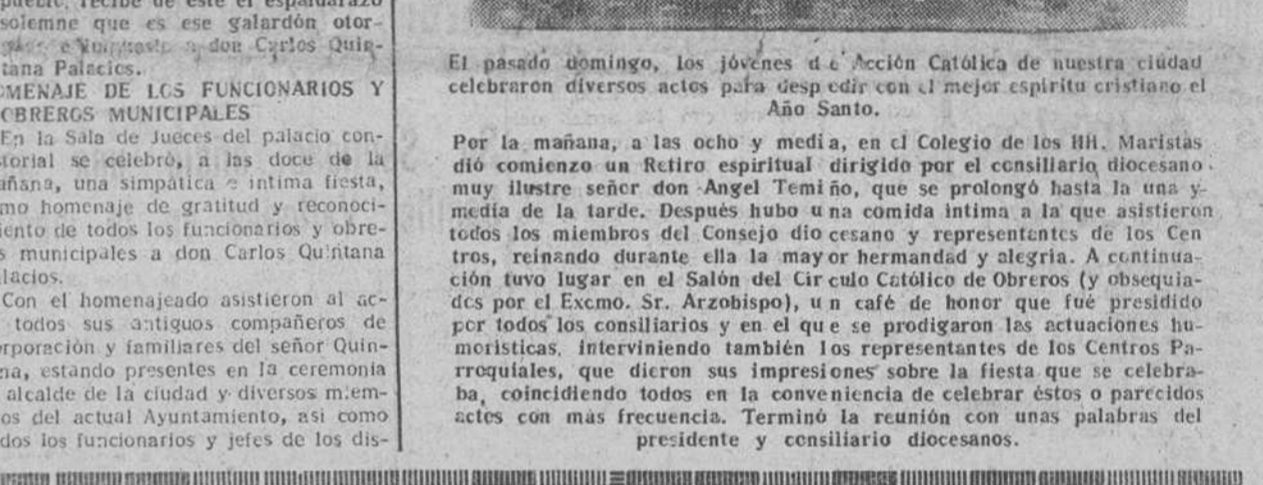 pueblo, recibe de éste el espaldarazo
solemne que es ese galardón otor-
a don Carlos Quin-
tana Palacios.
MENAJE DE LOS FUNCIONARIOS Y
OBREROS MUNICIPALES
En la Sala de Jueces del palacio con-
torial se celebró, a las doce de la
añana, una simpática e intima fiesta,
mo homenaje de gratitud y reconoci-
iento de todos los funcionarios y obre-
s municipales a don Carlos Quintana
lacios.
Con el homenajeado asistieron al ac-
todos sus antiguos compañeros de
rporación y familiares del señor Quin-
na, estando presentes en la ceremonia
alcalde de la ciudad y diversos miem-
os del actual Ayuntamiento, asi como
dos los funcionarios y jefes de los dis-
El pasado domingo, los jóvenes de Acción Católica de nuestra ciudad
celebraron diversos actos para despedir con el mejor espiritu cristiano el
Año Santo.
Por la mañana, a las ocho y media, en el Colegio de los HH. Maristas
dió comienzo un Retiro espiritual dirigido por el consiliario diocesano
muy ilustre señor don Angel Temiño, que se prolongó hasta la una y
media de la tarde. Después hubo una comida intima a la que asistieron
todos los miembros del Consejo diocesano y representantes de los Cen
tros, reinando durante ella la mayor hermandad y alegria. A continua-
ción tuvo lugar en el Salón del Circulo Católico de Obreros (y obsequia-
dos por el Excmo. Sr. Arzobispo), un café de honor que fué presidido
por todos los consiliarios y en el que se prodigaron las actuaciones hu-
moristicas, interviniendo también los representantes de los Centros Pa-
rroquiales, que dieron sus impresiones sobre la fiesta que se celebra-
ba, coincidiendo todos en la conveniencia de celebrar éstos o parecidos
actos con más frecuencia. Terminó la reunión con unas palabras del
presidente y consiliario diocesanos.